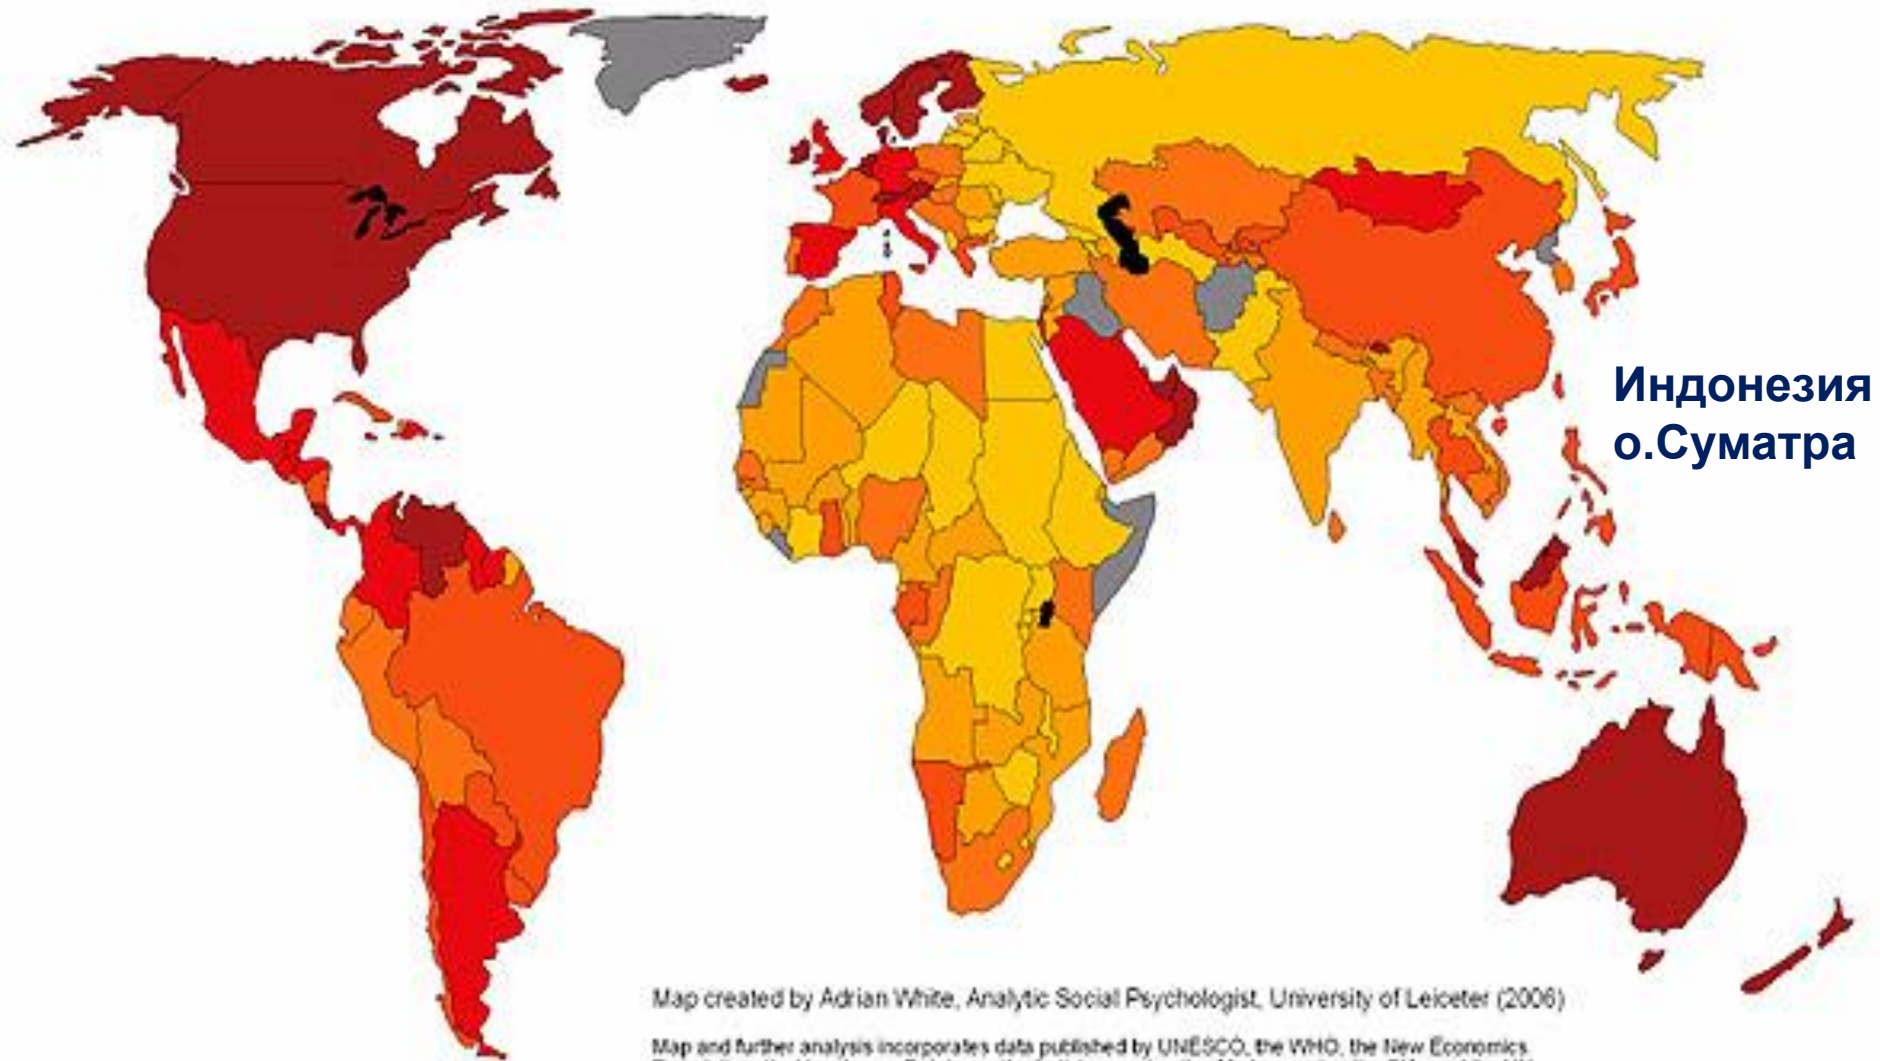 Индонезия
о.Суматра
Map created by Adrian White, Analytic Social Psychologist, University of Leiceter (2006)
Map and further analysis incorporates data published by UNESCO, the WHO, the New Economics